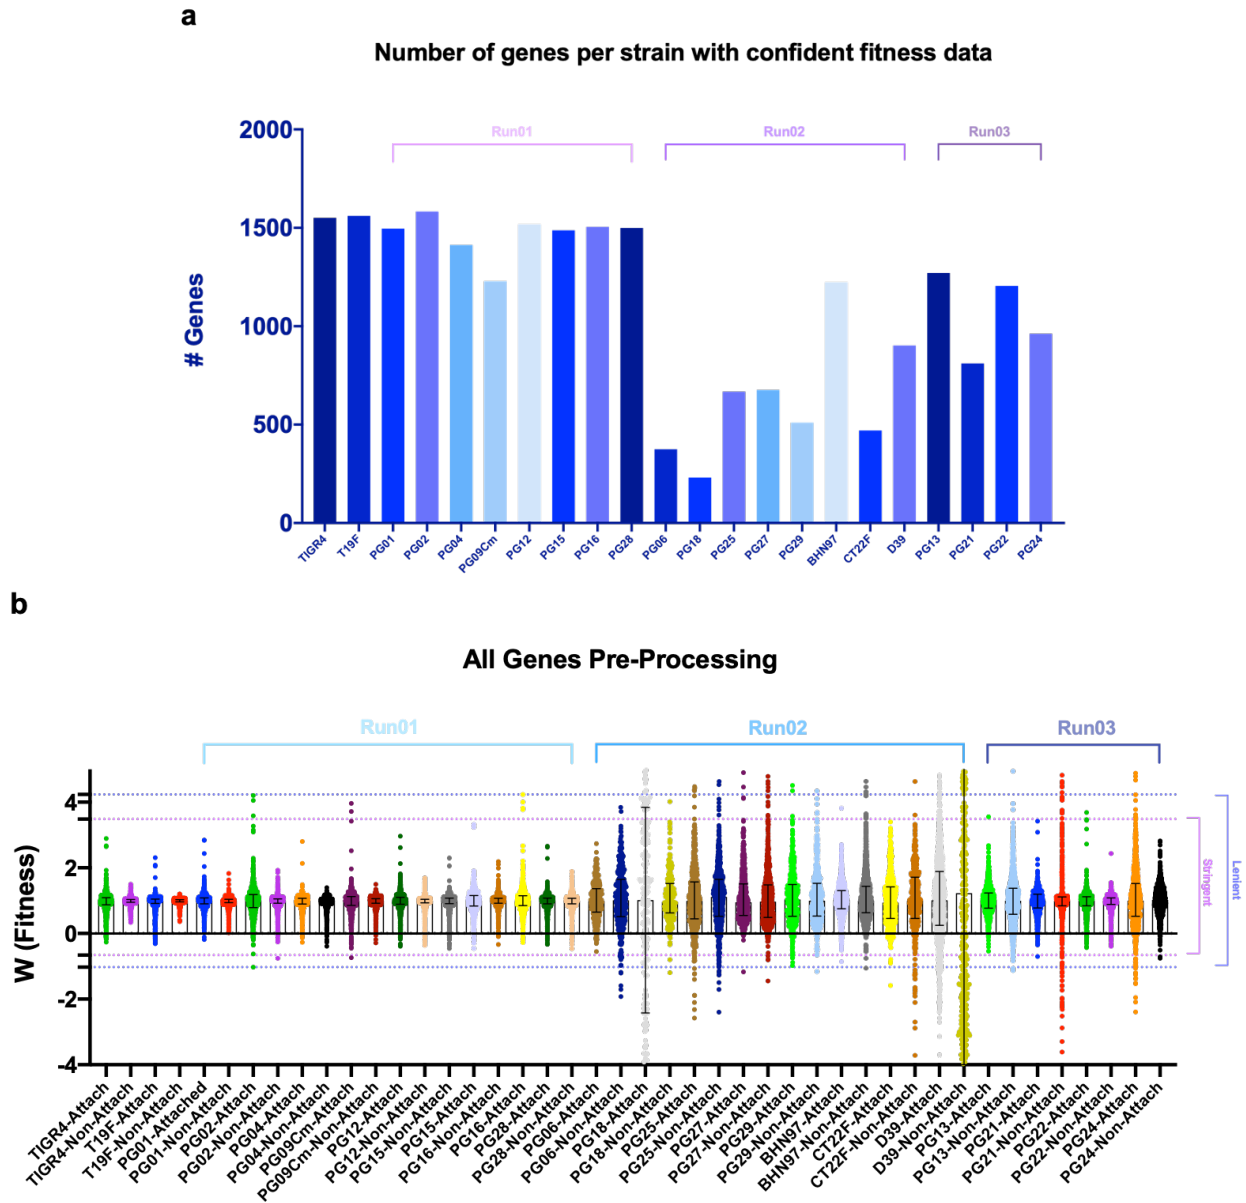 a
Number of genes per strain with confident fitness data
Run01 Run02 Run03
2000
1500
1000
500
0
# Genes
TIGR4 T19F PG01 PG02 PG04 PG09Cm PG12 PG15 PG16 PG28 PG06 PG18 PG25 PG27 PG29 BHN97 CT22F D39 PG13 PG21 PG22 PG24
b
All Genes Pre-Processing
Run01 Run02 Run03
4
2
0
-2
-4
W (Fitness)
Stringent
Lenient
TIGR4-Attach
TIGR4-Non-Attach
T19F-Attach
T19F-Non-Attach
PG01-Attached
PG01-Non-Attach
PG02-Attach
PG02-Non-Attach
PG04-Attach
PG04-Non-Attach
PG09Cm-Attach
PG09Cm-Non-Attach
PG12-Attach
PG12-Non-Attach
PG15-Non-Attach
PG15-Attach
PG16-Non-Attach
PG16-Attach
PG28-Attach
PG28-Non-Attach
PG06-Attach
PG06-Non-Attach
PG18-Attach
PG18-Non-Attach
PG25-Attach
PG25-Non-Attach
PG27-Attach
PG27-Non-Attach
PG29-Attach
PG29-Non-Attach
BHN97-Attach
BHN97-Non-Attach
CT22F-Attach
CT22F-Non-Attach
D39-Attach
D39-Non-Attach
PG13-Attach
PG13-Non-Attach
PG21-Attach
PG21-Non-Attach
PG22-Attach
PG22-Non-Attach
PG24-Attach
PG24-Non-Attach